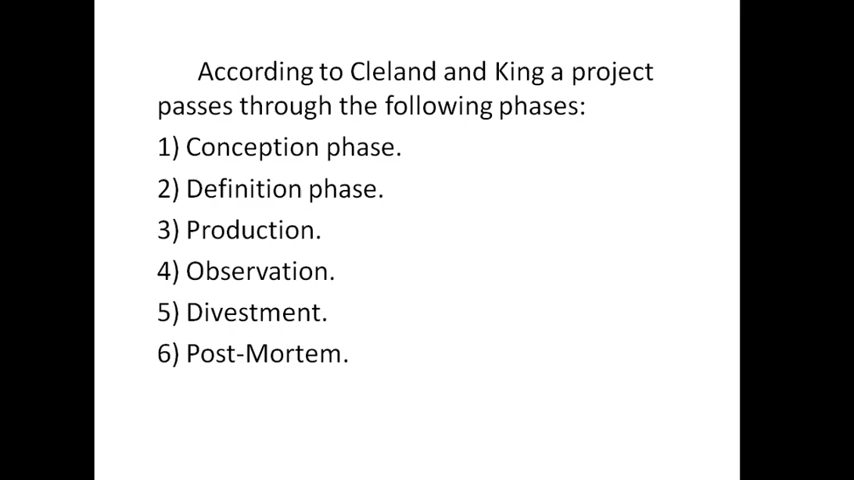 According to Cleland and King a project
passes through the following phases:
1) Conception phase.
2) Definition phase.
3) Production.
4) Observation.
5) Divestment.
6) Post-Mortem.